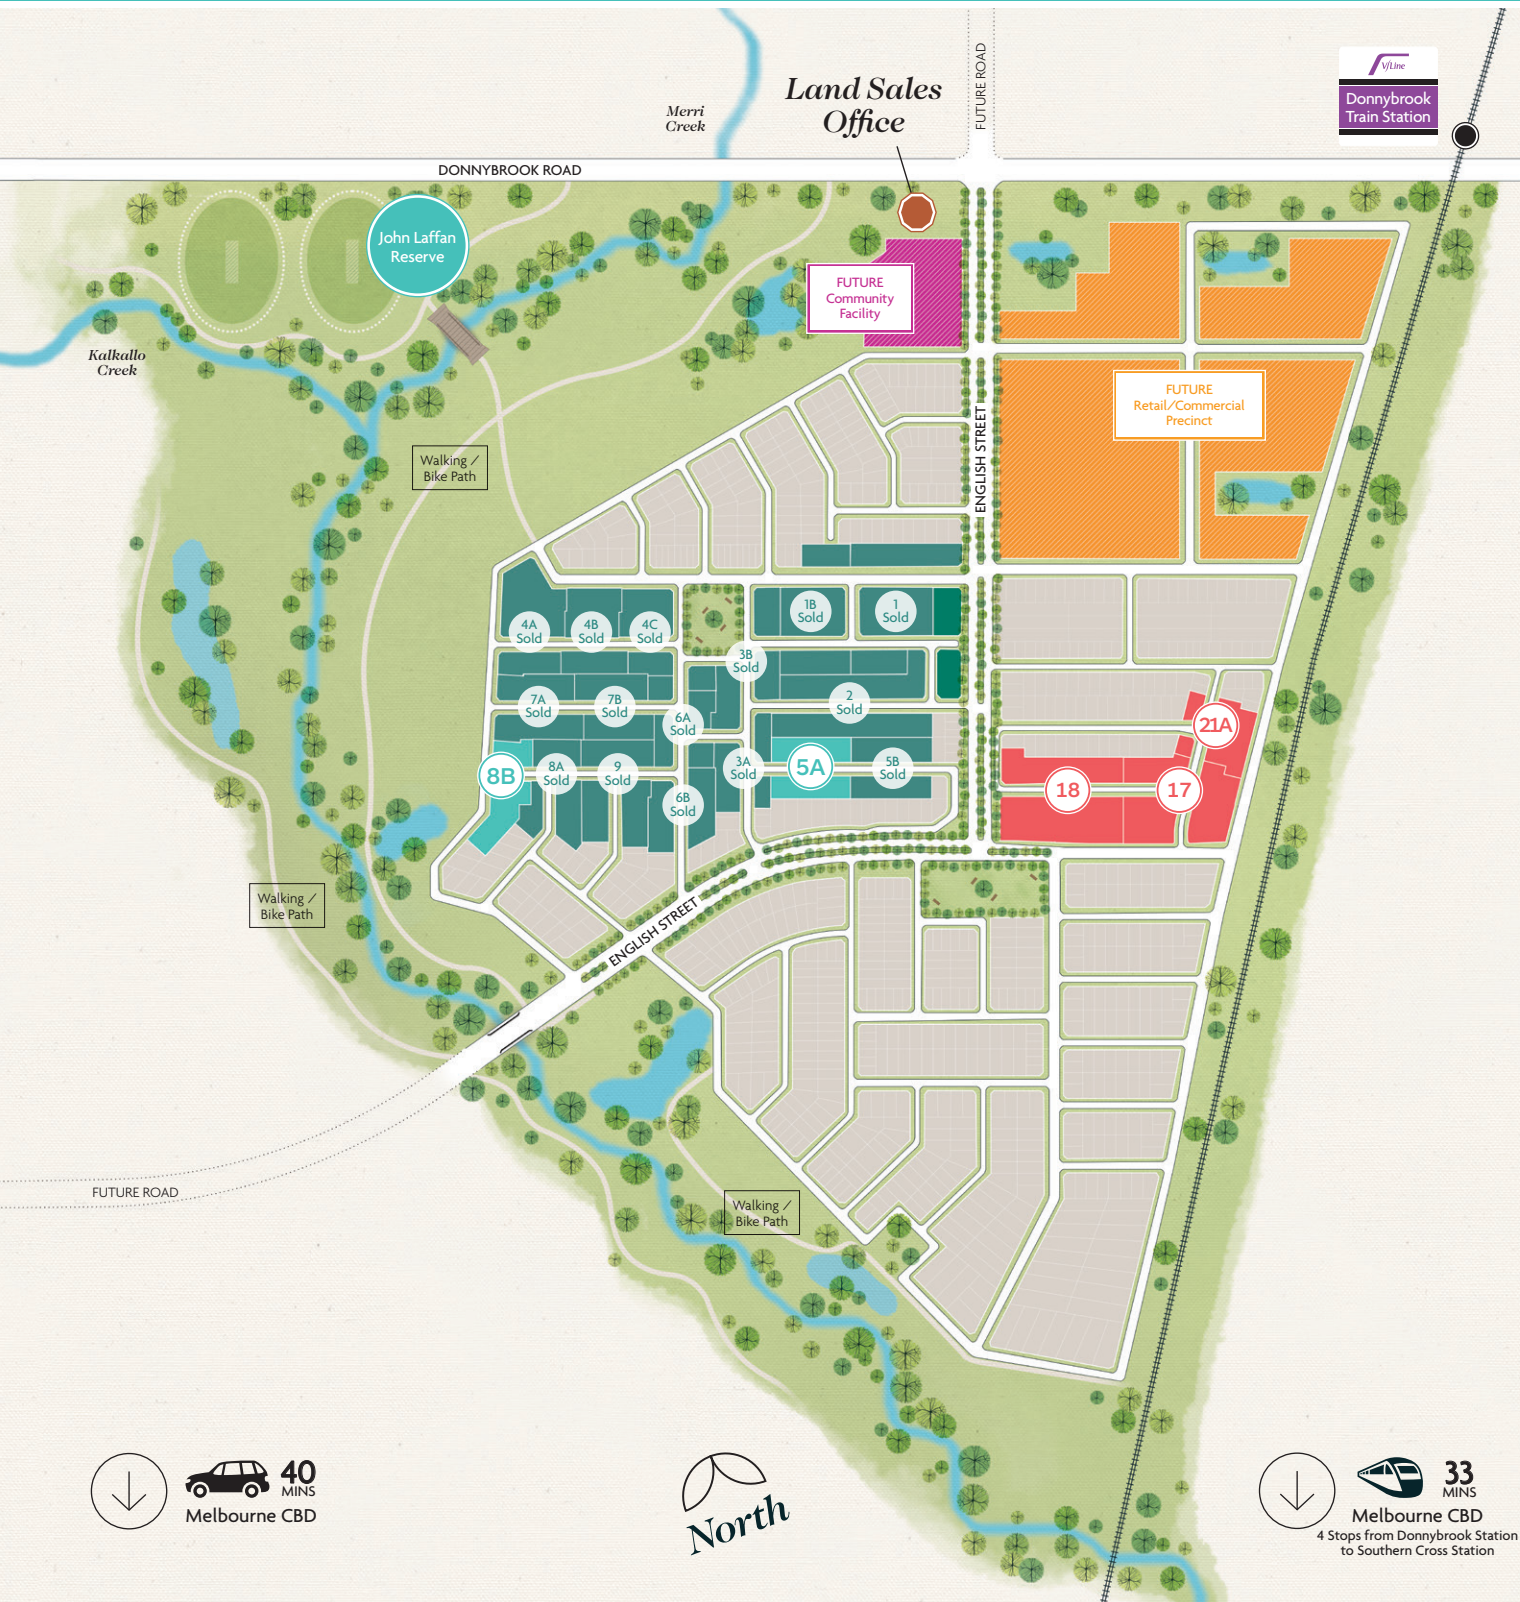 V/Line
Donnybrook
Train Station
Land Sales
Office
FUTURE ROAD
Merri
Creek
DONNYBROOK ROAD
John Laffan
Reserve
FUTURE
Community
Facility
Kalkallo
Creek
FUTURE
Retail/Commercial
Precinct
ENGLISH STREET
Walking /
Bike Path
1B
Sold
1
Sold
4A
Sold
4B
Sold
4C
Sold
3B
Sold
7A
Sold
7B
Sold
2
Sold
6A
Sold
21A
8B
8A
Sold
9
Sold
3A
Sold
5A
5B
Sold
18
17
6B
Sold
Walking /
Bike Path
ENGLISH STREET
FUTURE ROAD
Walking /
Bike Path
40
MINS
Melbourne CBD
North
33
MINS
Melbourne CBD
4 Stops from Donnybrook Station
to Southern Cross Station